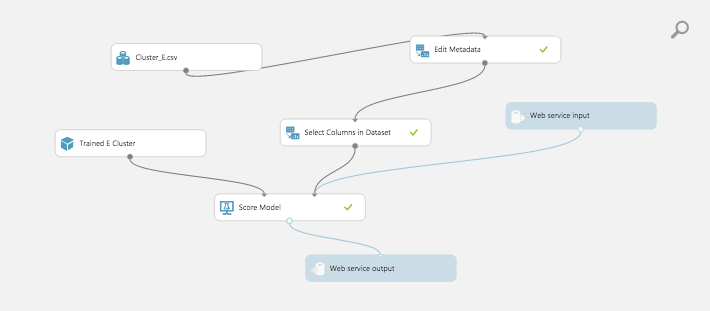 Cluster_E.csv
Edit Metadata
Web service input
Select Columns in Dataset
Trained E Cluster
Score Model
Web service output